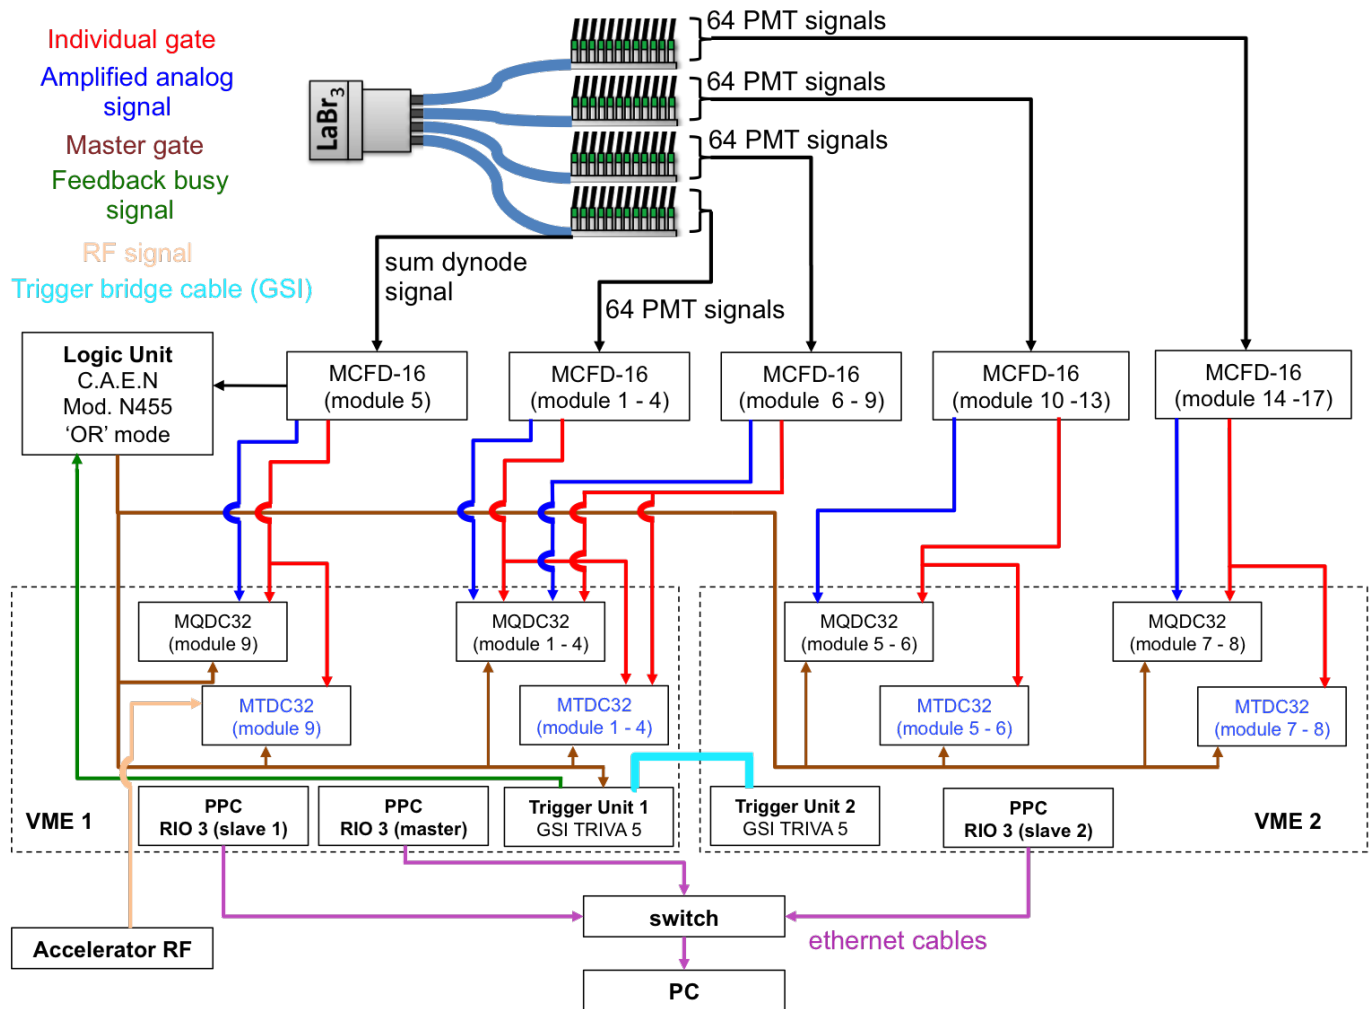 64 PMT signals
Individual gate
Amplified analog
signal
Master gate
Feedback busy
signal
RF signal
Trigger bridge cable (GSI)
LaBr3
64 PMT signals
64 PMT signals
sum dynode
signal
64 PMT signals
Logic Unit
C.A.E.N
Mod. N455
‘OR’ mode
MCFD-16
(module 5)
MCFD-16
(module 1 - 4)
MCFD-16
(module 6 - 9)
MCFD-16
(module 10 -13)
MCFD-16
(module 14 -17)
MQDC32
(module 9)
MQDC32
(module 1 - 4)
MQDC32
(module 5 - 6)
MQDC32
(module 7 - 8)
MTDC32
(module 9)
MTDC32
(module 1 - 4)
MTDC32
(module 5 - 6)
MTDC32
(module 7 - 8)
VME 1
PPC
RIO 3 (slave 1)
PPC
RIO 3 (master)
Trigger Unit 1
GSI TRIVA 5
Trigger Unit 2
GSI TRIVA 5
PPC
RIO 3 (slave 2)
VME 2
switch
ethernet cables
Accelerator RF
PC